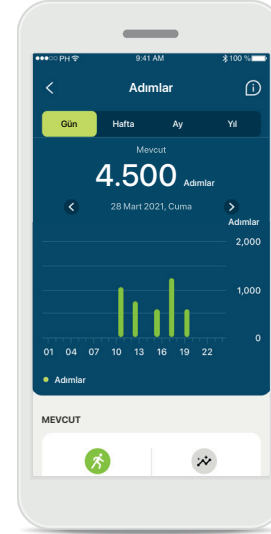 PH 9:41 AM 100 %
Adımlar
Gün Hafta Ay Yıl
Mevcut
4.500 Adımlar
28 Mart 2021, Cuma
Adımlar
2,000
1,000
0
01 04 07 10 13 16 19 22
Adımlar
MEVCUT